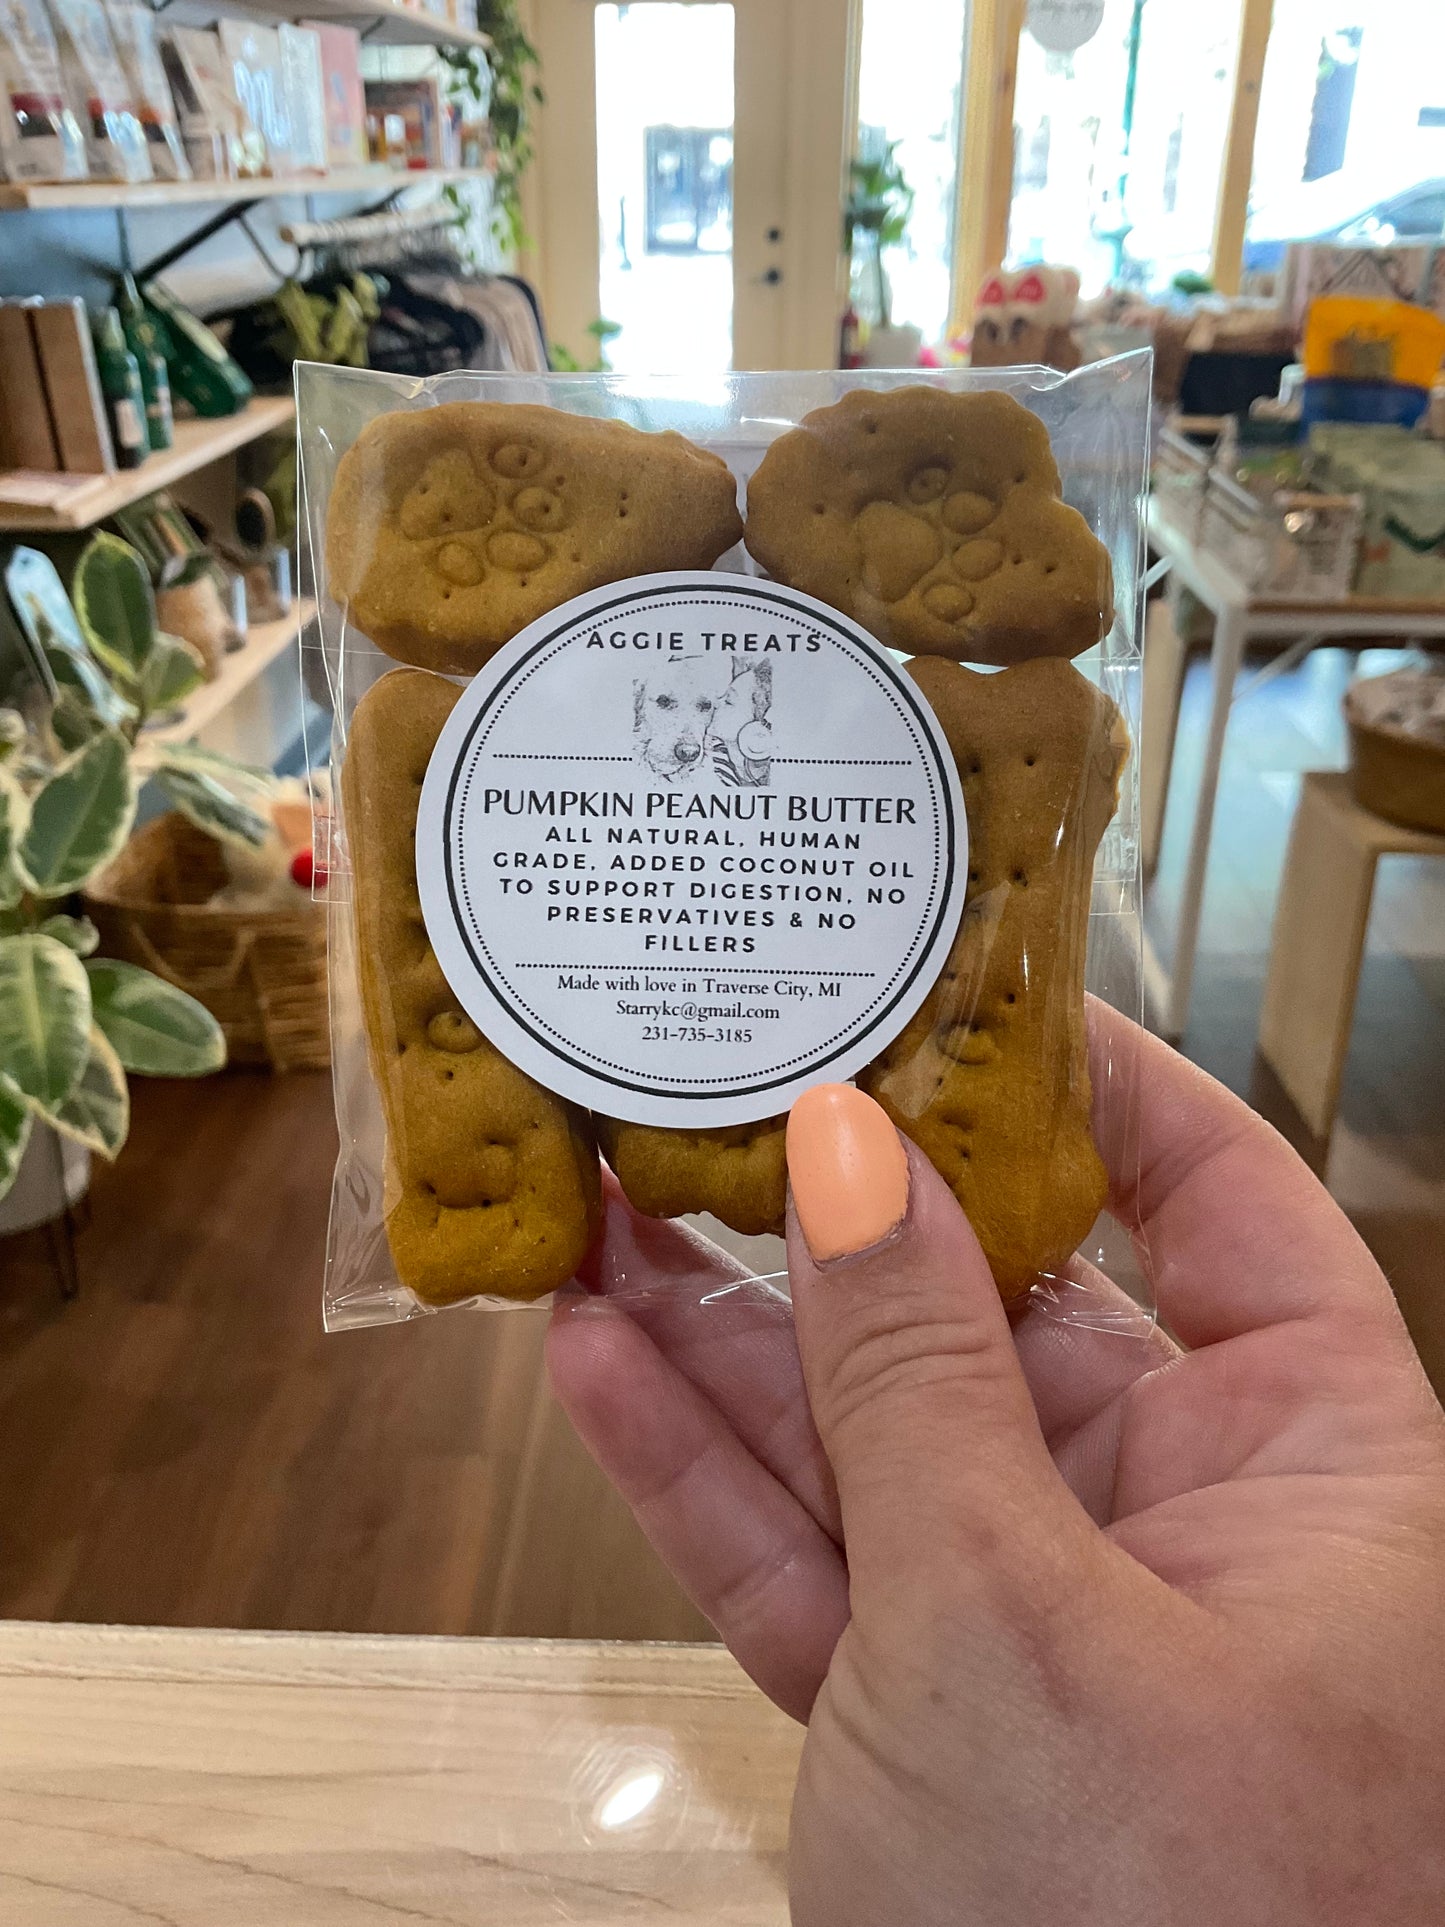 AGGIE TREATS
PUMPKIN PEANUT BUTTER
ALL NATURAL, HUMAN
GRADE, ADDED COCONUT OIL
TO SUPPORT DIGESTION, NO
PRESERVATIVES & NO
FILLERS
Made with love in Traverse City, MI
Starrykc@gmail.com
231-735-3185